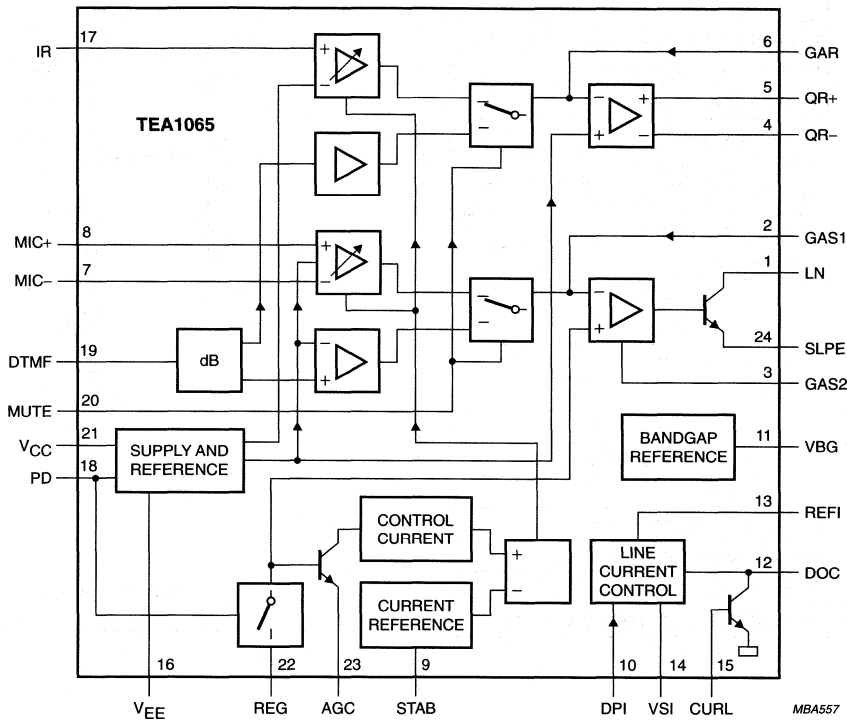 17
IR
6
GAR
5
QR+
4
QR−
+
−
TEA1065
−
−
−
+
+
−
8
MIC+
7
MIC−
+
−
2
GAS1
1
LN
−
−
−
+
24
SLPE
3
GAS2
19
DTMF
dB
−
+
20
MUTE
21
VCC
18
PD
SUPPLY AND
REFERENCE
BANDGAP
REFERENCE
11
VBG
13
REFI
CONTROL
CURRENT
+
−
LINE
CURRENT
CONTROL
12
DOC
CURRENT
REFERENCE
16
22
23
9
10
14
15
VEE
REG
AGC
STAB
DPI
VSI
CURL
MBA557